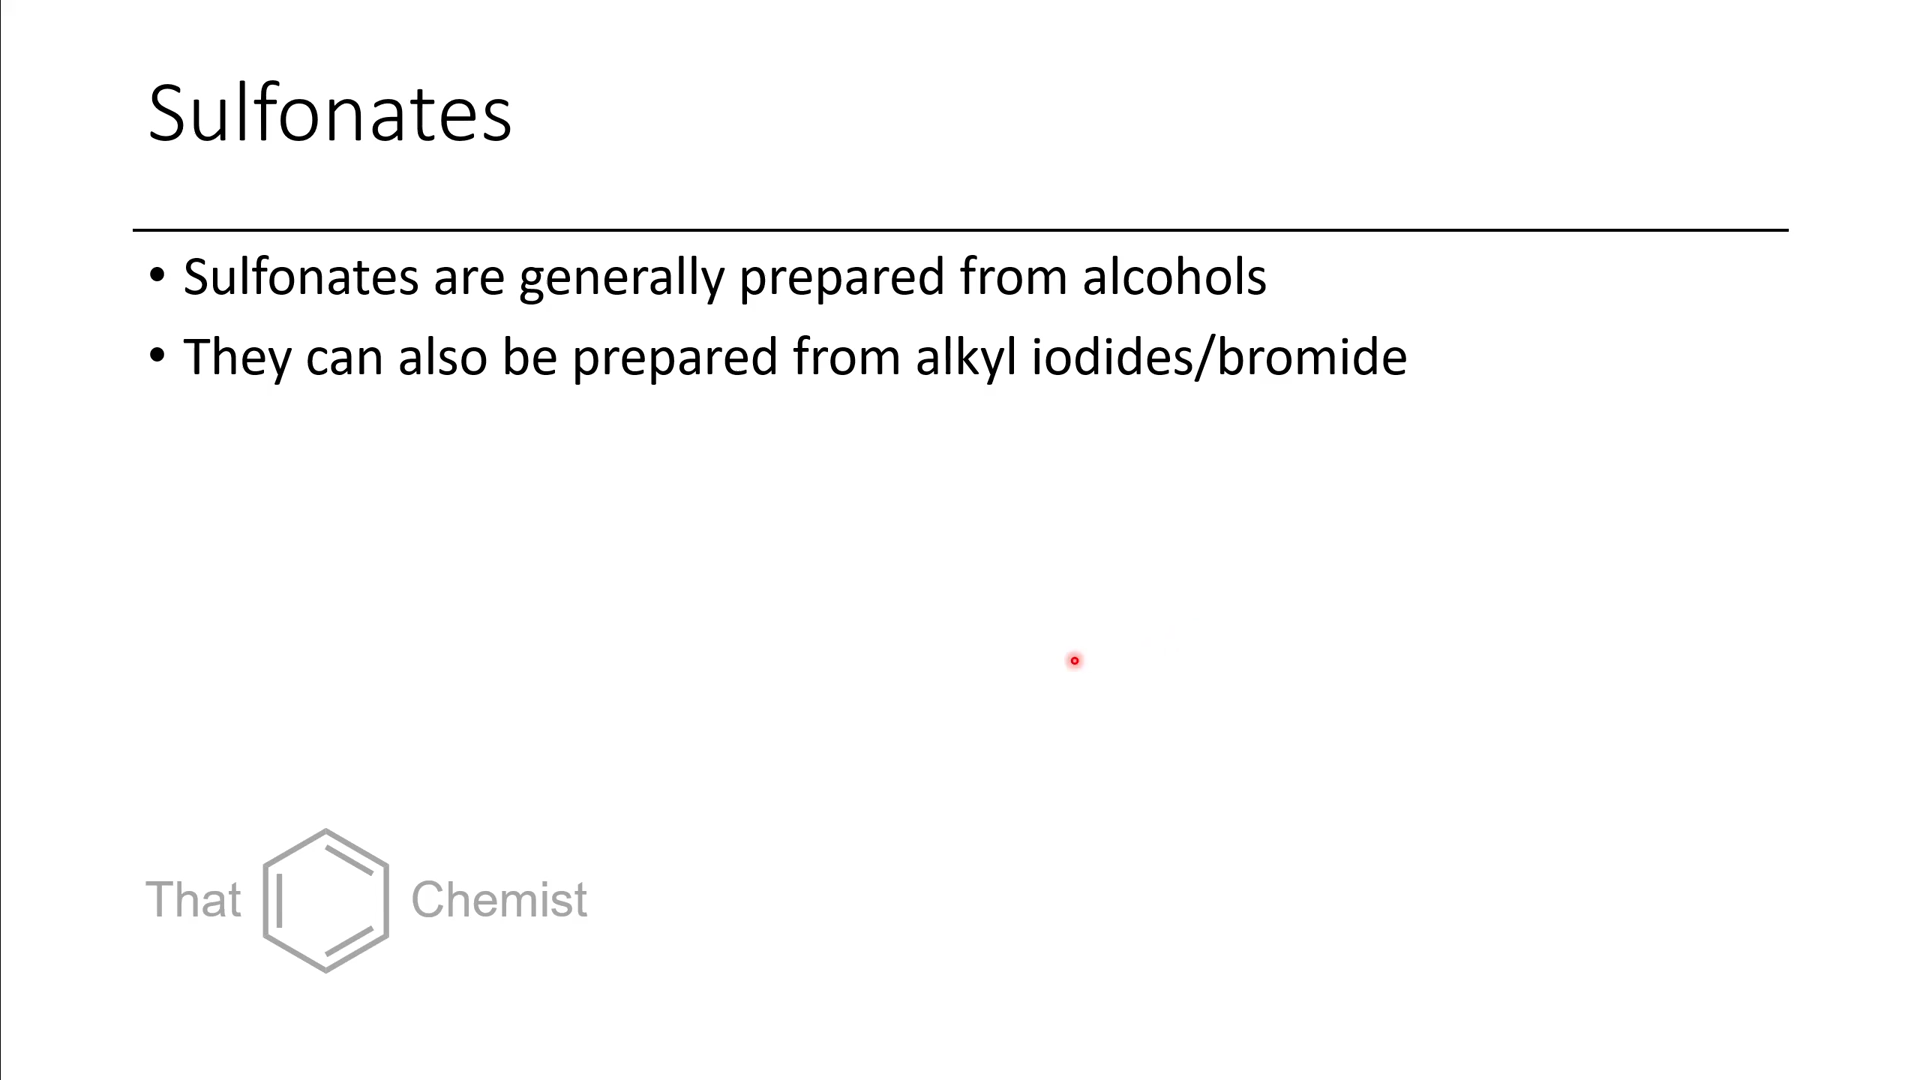 Sulfonates
• Sulfonates are generally prepared from alcohols
• They can also be prepared from alkyl iodides/bromide
That Chemist